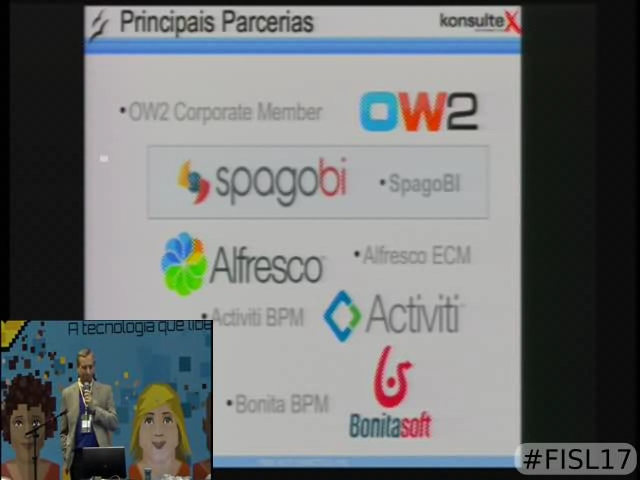 Principais Parcerias
konsulteX
•OW2 Corporate Member
OW2
spagobi
•SpagoBI
Alfresco
•Alfresco ECM
•Activiti BPM
Activiti
•Bonita BPM
Bonitasoft
A tecnologia que libe
#FISL17